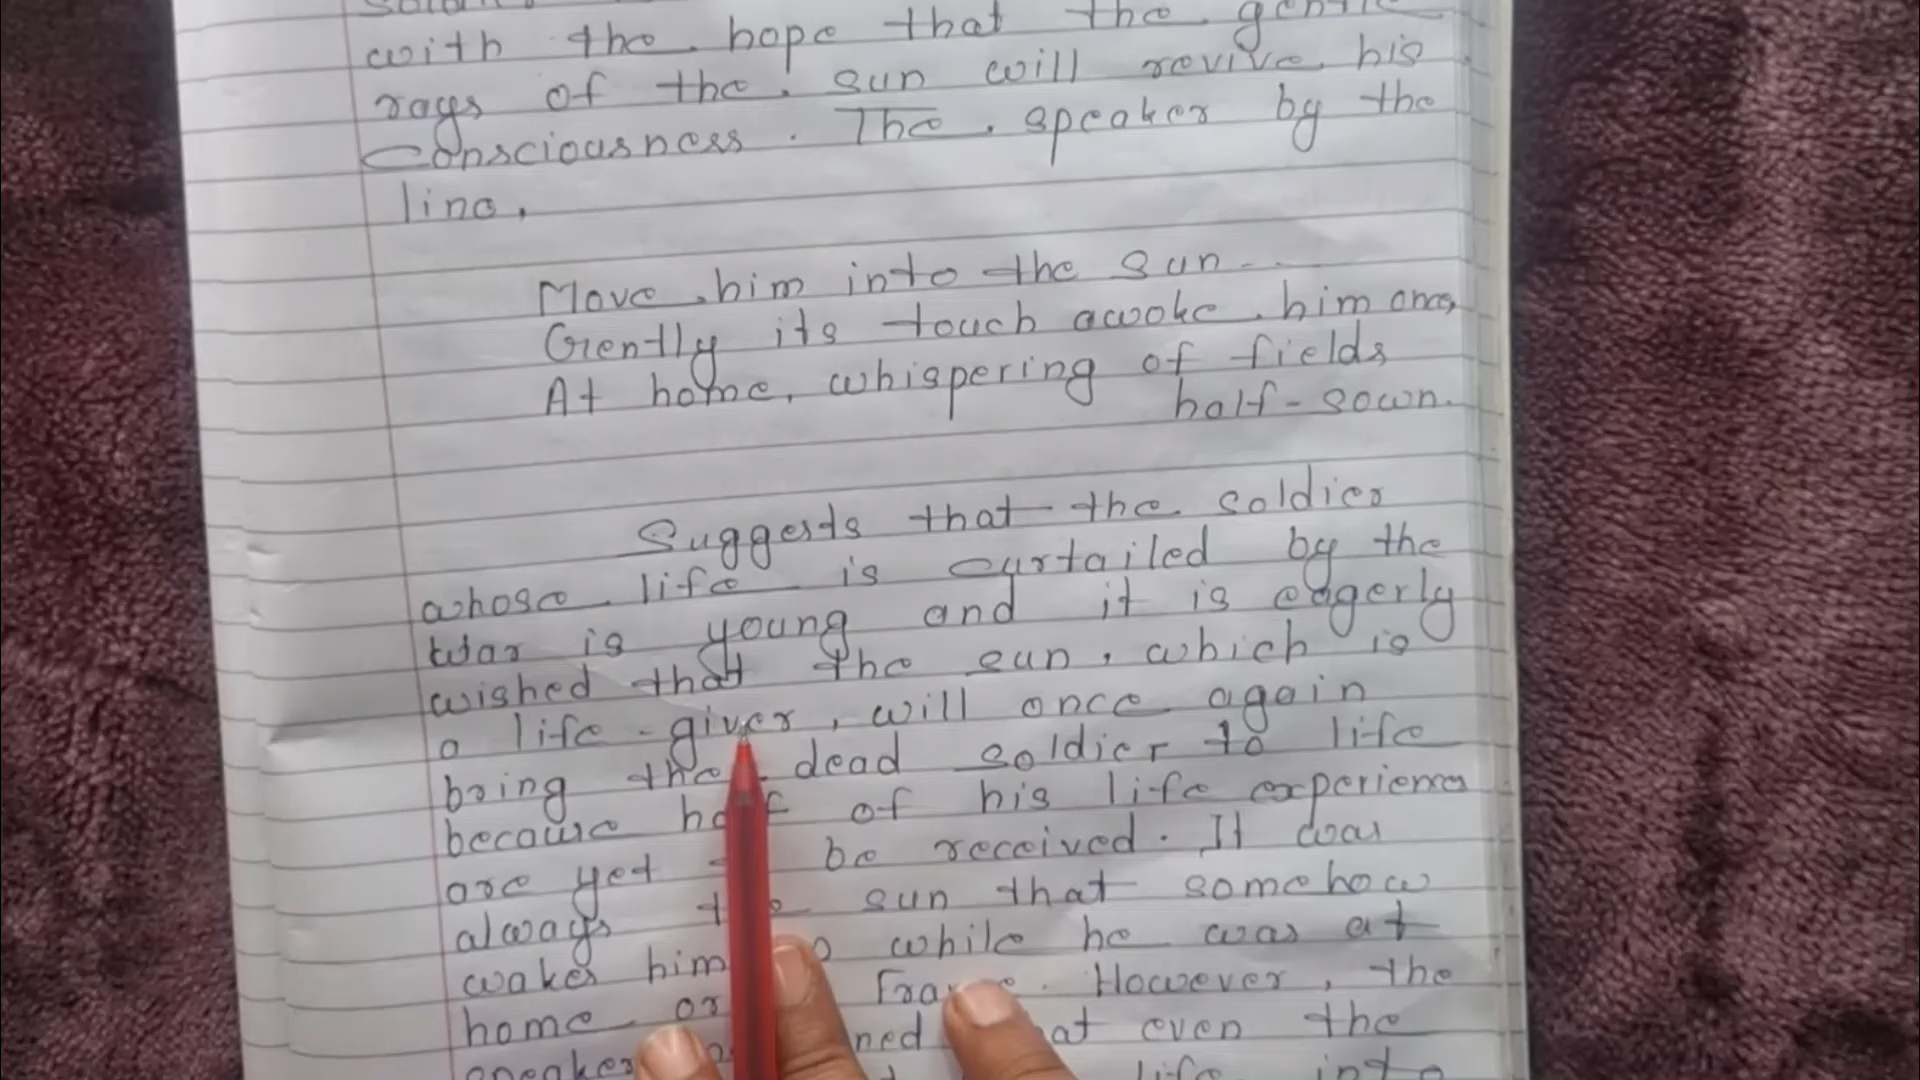 with the hope that the gentle
rays of the sun will revive his
consciousness. The speaker by the
line,
Move him into the sun
Gently its touch awoke him once,
At home, whispering of fields
half-sown.
Suggests that the soldier
whose life is curtailed by the
war is young and it is eagerly
wished that the sun, which is
a life-giver, will once again
bring the dead soldier to life
because of his life experience
are yet be received. It was
always the sun that somehow
wakes him while he was at
home or However, the
even the
life into